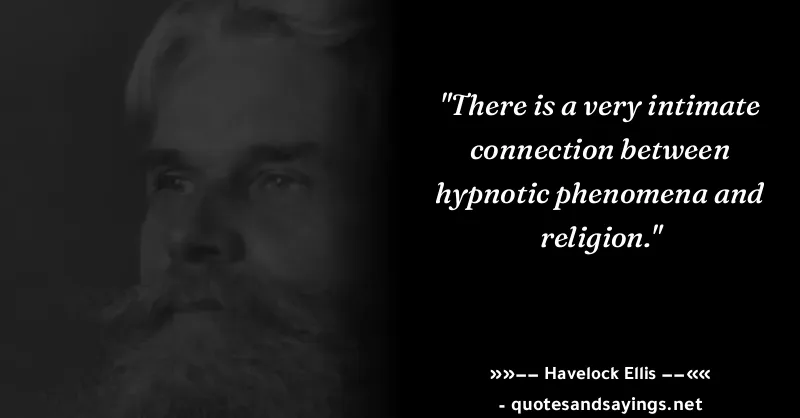 "There is a very intimate
connection between
hypnotic phenomena and
religion."
»»–– Havelock Ellis ––««
- quotesandsayings.net